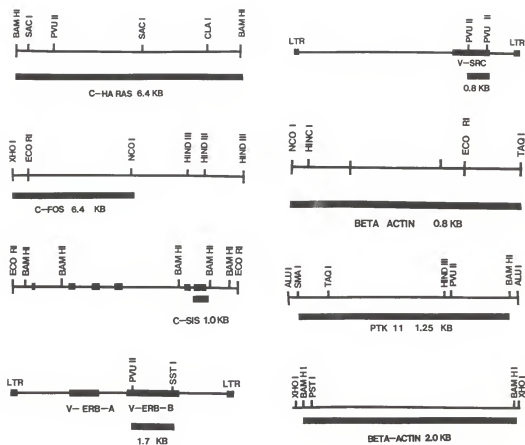 BAM HI SAC I PVU II SAC I CLA I BAM HI
C-HA RAS 6.4 KB
XHO I ECO RI NCO I HIND III HIND III HIND III
C-FOS 6.4 KB
ECO RI BAM HI BAM HI BAM HI BAM HI BAM HI ECO RI
C-SIS 1.0 KB
LTR PVU II SST I LTR
V-ERB-A V-ERB-B
1.7 KB
LTR PVU II PVU II LTR
V-SRC
0.8 KB
NCO I HINC I ECO RI TAQ I
BETA ACTIN 0.8 KB
ALU I SMA I TAQ I HIND III PVU II BAM HI ALU I
PTK 11 1.25 KB
XHO I BAM H I PST I BAM H I XHO I
BETA-ACTIN 2.0 KB